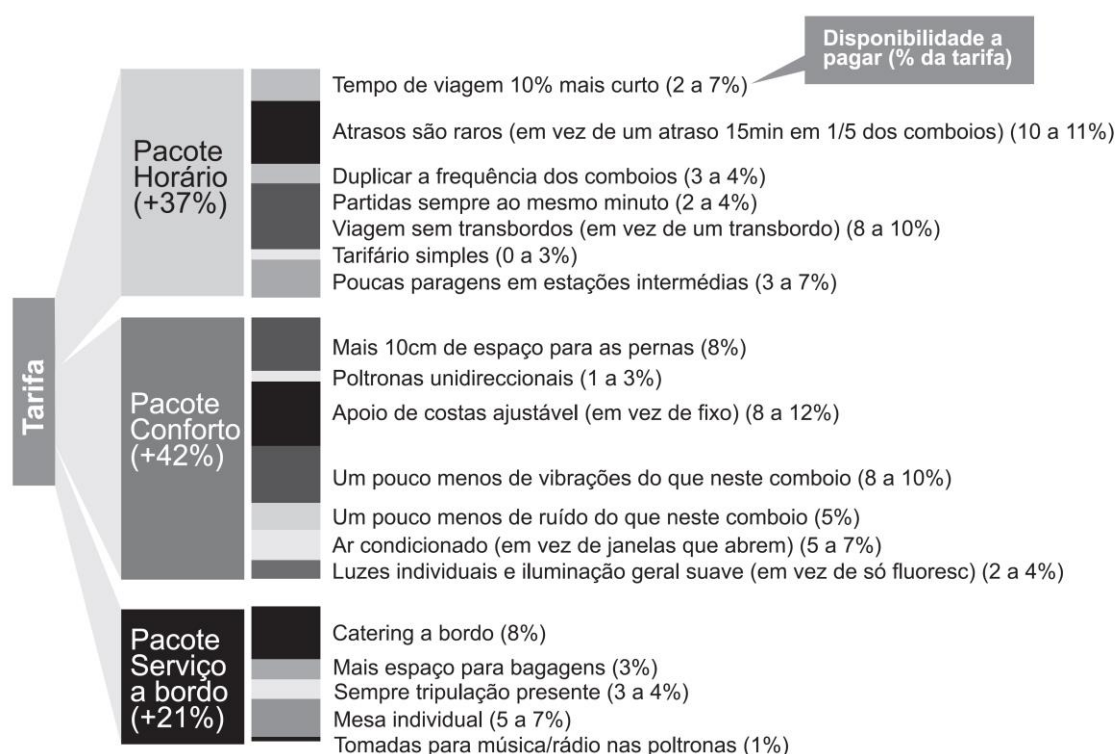 Disponibilidade a
pagar (% da tarifa)
Tarifa
Pacote
Horário
(+37%)
Tempo de viagem 10% mais curto (2 a 7%)
Atrasos são raros (em vez de um atraso 15min em 1/5 dos comboios) (10 a 11%)
Duplicar a frequência dos comboios (3 a 4%)
Partidas sempre ao mesmo minuto (2 a 4%)
Viagem sem transbordos (em vez de um transbordo) (8 a 10%)
Tarifário simples (0 a 3%)
Poucas paragens em estações intermédias (3 a 7%)
Pacote
Conforto
(+42%)
Mais 10cm de espaço para as pernas (8%)
Poltronas unidireccionais (1 a 3%)
Apoio de costas ajustável (em vez de fixo) (8 a 12%)
Um pouco menos de vibrações do que neste comboio (8 a 10%)
Um pouco menos de ruído do que neste comboio (5%)
Ar condicionado (em vez de janelas que abrem) (5 a 7%)
Luzes individuais e iluminação geral suave (em vez de só fluoresc) (2 a 4%)
Pacote
Serviço
a bordo
(+21%)
Catering a bordo (8%)
Mais espaço para bagagens (3%)
Sempre tripulação presente (3 a 4%)
Mesa individual (5 a 7%)
Tomadas para música/rádio nas poltronas (1%)